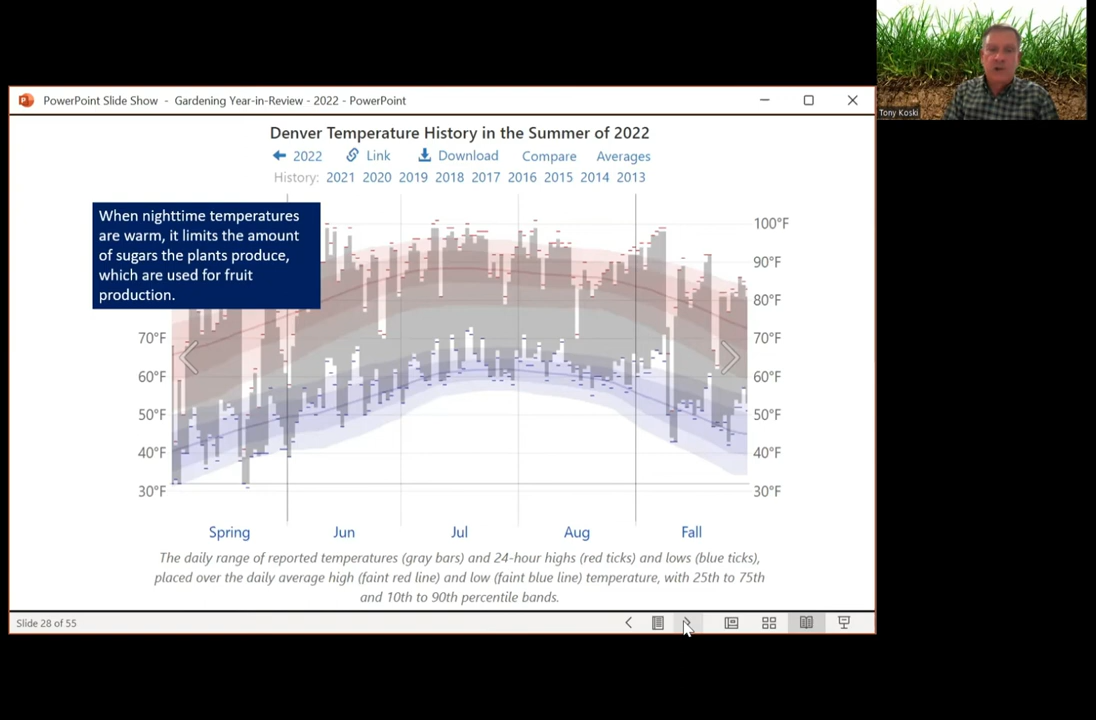 Tony Koski
PowerPoint Slide Show - Gardening Year-in-Review - 2022 - PowerPoint
Denver Temperature History in the Summer of 2022
2022 Link Download Compare Averages
History: 2021 2020 2019 2018 2017 2016 2015 2014 2013
When nighttime temperatures
are warm, it limits the amount
of sugars the plants produce,
which are used for fruit
production.
100°F
90°F
80°F
70°F 70°F
60°F 60°F
50°F 50°F
40°F 40°F
30°F 30°F
Spring Jun Jul Aug Fall
The daily range of reported temperatures (gray bars) and 24-hour highs (red ticks) and lows (blue ticks),
placed over the daily average high (faint red line) and low (faint blue line) temperature, with 25th to 75th
and 10th to 90th percentile bands.
Slide 28 of 55